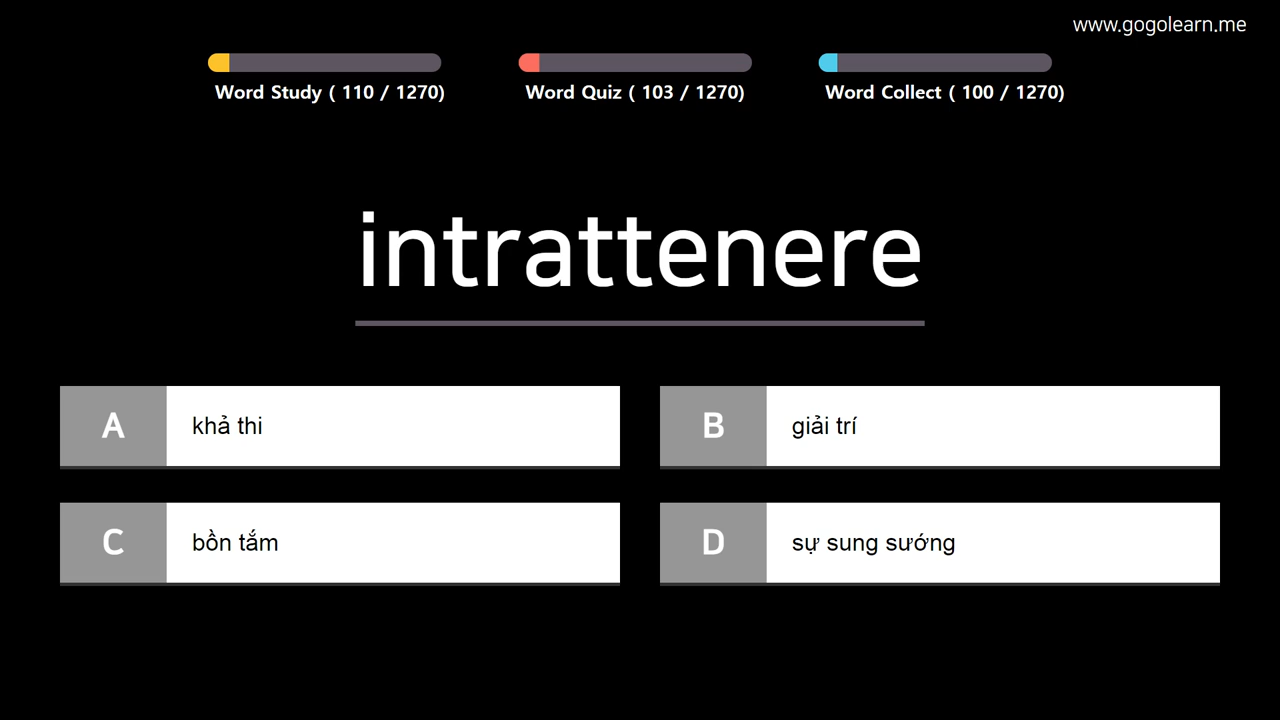 www.gogolearn.me
Word Study ( 110 / 1270)
Word Quiz ( 103 / 1270)
Word Collect ( 100 / 1270)
intrattenere
A khả thi
B giải trí
C bồn tắm
D sự sung sướng